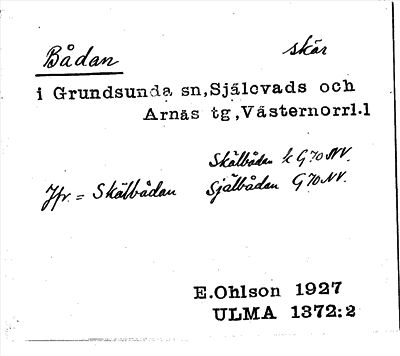 Bådan skär
i Grundsunda sn, Själevads och
Arnäs tg, Västernorrl.l
Skälbådan k G70 NV.
Jfr. = Skälbådan Själbådan G70 NV.
E.Ohlson 1927
ULMA 1372:2